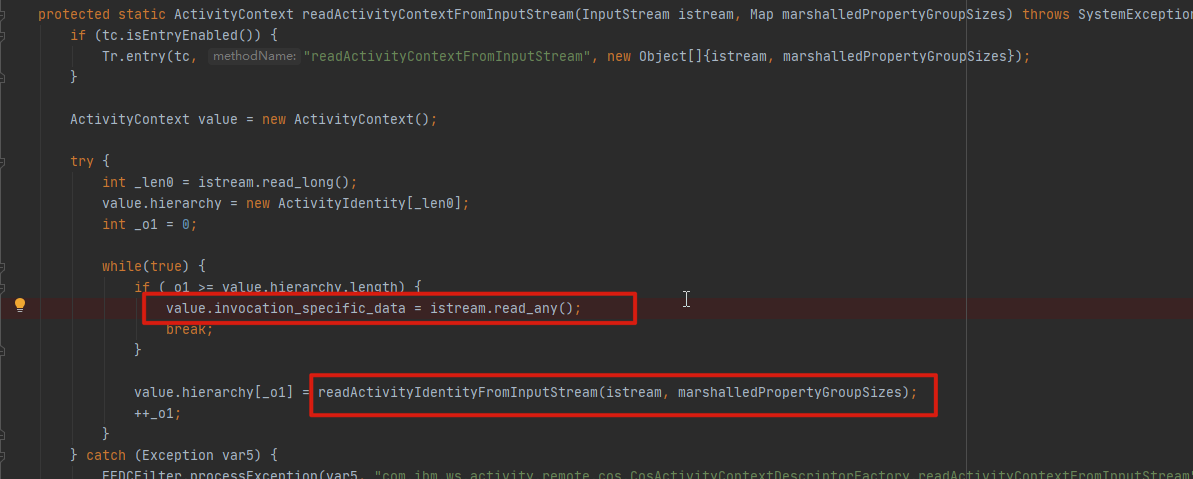 protected static ActivityContext readActivityContextFromInputStream(InputStream istream, Map marshalledPropertyGroupSizes) throws SystemException
if (tc.isEntryEnabled()) {
Tr.entry(tc, methodName: "readActivityContextFromInputStream", new Object[]{istream, marshalledPropertyGroupSizes});
}
ActivityContext value = new ActivityContext();
try {
int _len0 = istream.read_long();
value.hierarchy = new ActivityIdentity[_len0];
int _o1 = 0;
while(true) {
if (_o1 >= value.hierarchy.length) {
value.invocation_specific_data = istream.read_any();
break;
}
value.hierarchy[_o1] = readActivityIdentityFromInputStream(istream, marshalledPropertyGroupSizes);
++_o1;
}
} catch (Exception var5) {
FFDCFilter.processException(var5, "com.ibm.ws.activity.remote.cos.CosActivityContextDescriptorFactory.readActivityContextFromInputStream"